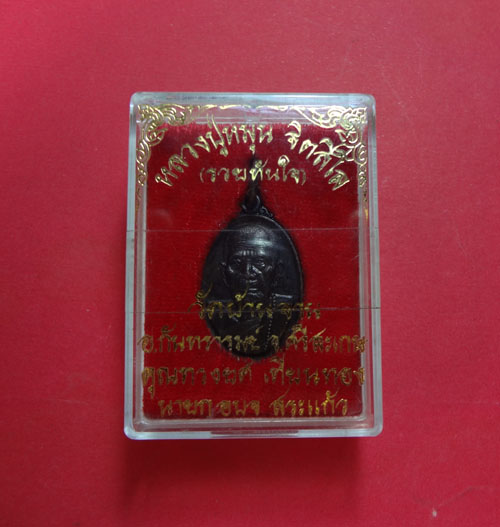 หลวงปู่หมุน ฐิตสีโล
(รวยทันใจ)
วัดบ้านจาน
อ.กันทรารมย์ จ.ศรีสะเกษ
คุณทรงยศ เทียนทอง
นายก.อบจ สระแก้ว